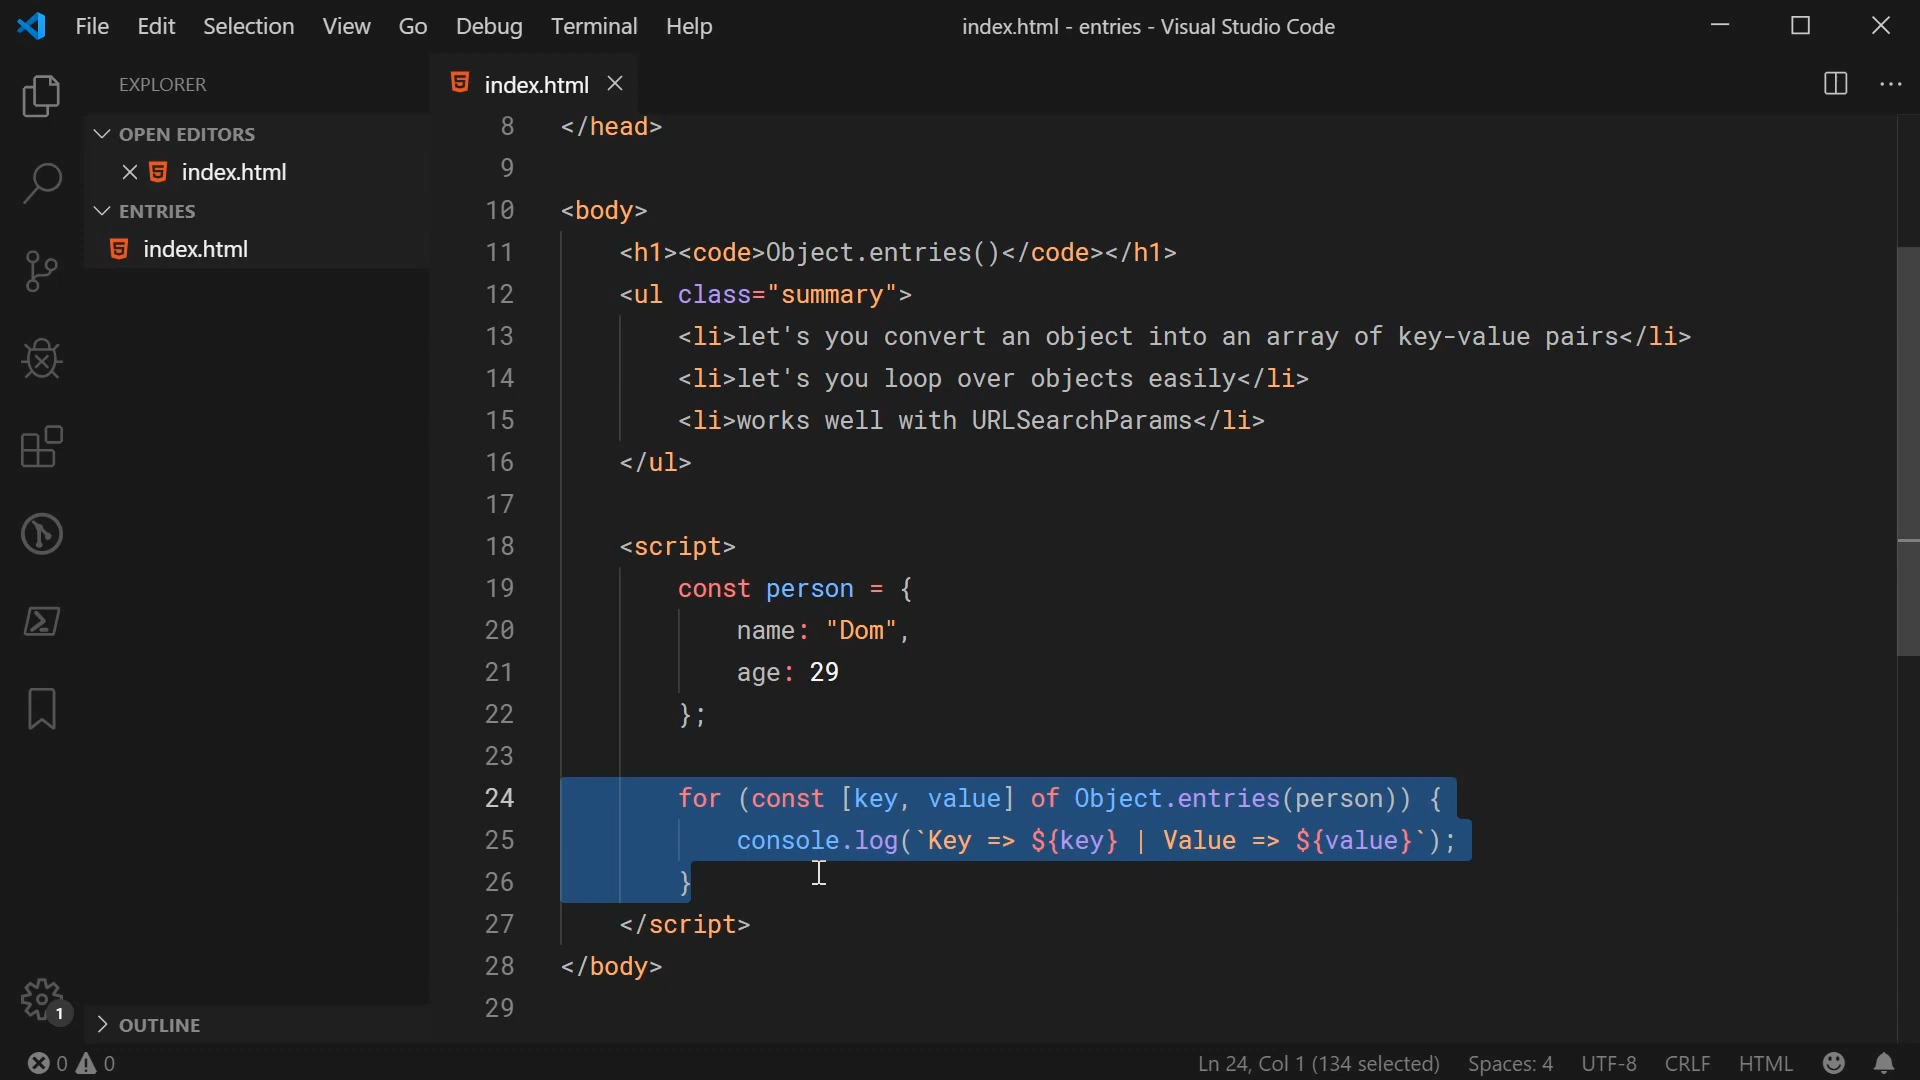 File Edit Selection View Go Debug Terminal Help index.html - entries - Visual Studio Code
EXPLORER
OPEN EDITORS
index.html
ENTRIES
index.html
OUTLINE
1
index.html
8 </head>
9
10 <body>
11 <h1><code>Object.entries()</code></h1>
12 <ul class="summary">
13 <li>let's you convert an object into an array of key-value pairs</li>
14 <li>let's you loop over objects easily</li>
15 <li>works well with URLSearchParams</li>
16 </ul>
17
18 <script>
19 const person = {
20 name: "Dom",
21 age: 29
22 };
23
24 for (const [key, value] of Object.entries(person)) {
25 console.log(`Key => ${key} | Value => ${value}`);
26 }
27 </script>
28 </body>
29
0 0 Ln 24, Col 1 (134 selected) Spaces: 4 UTF-8 CRLF HTML